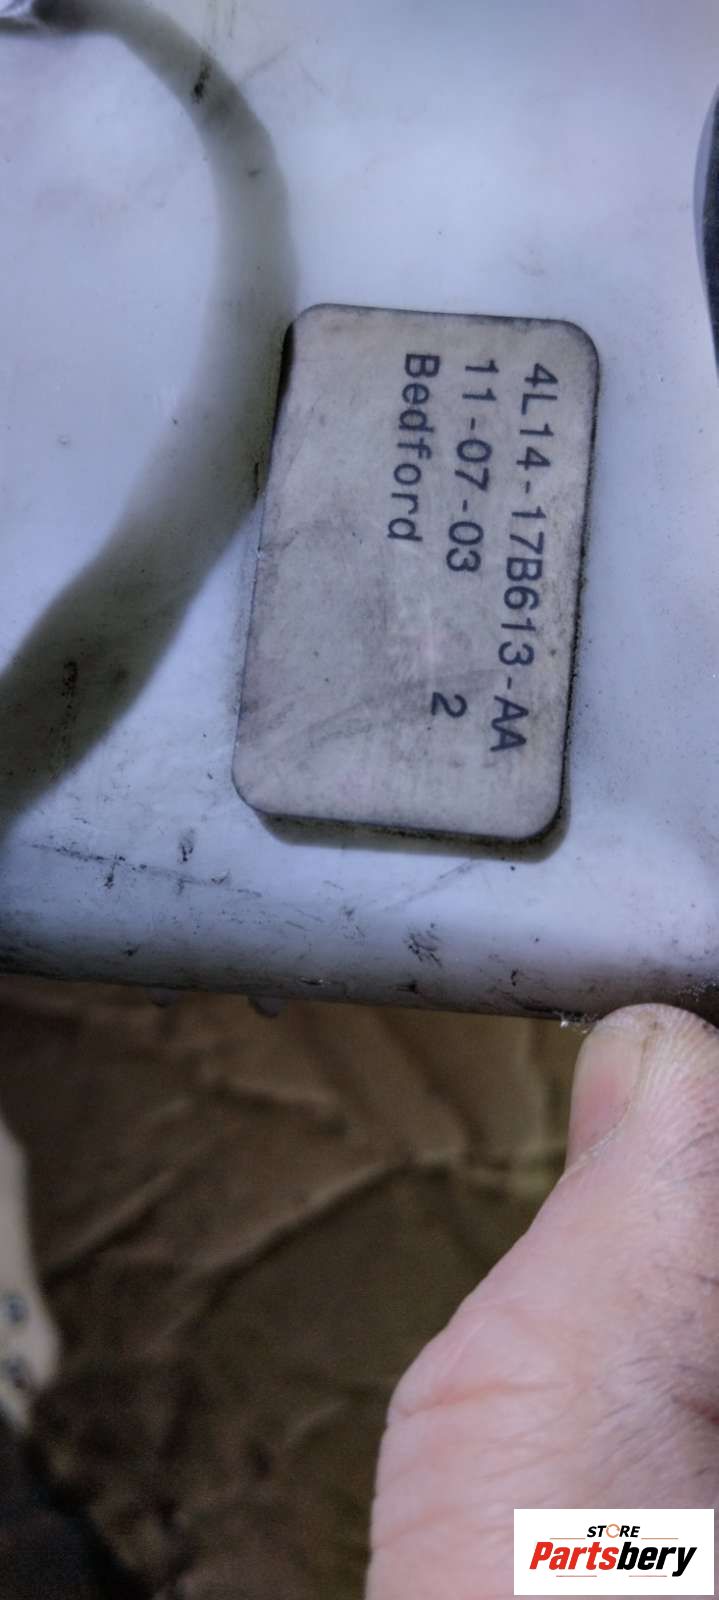 4L14-17B613-AA
11-07-03 2
Bedford
STORE
Partsbery